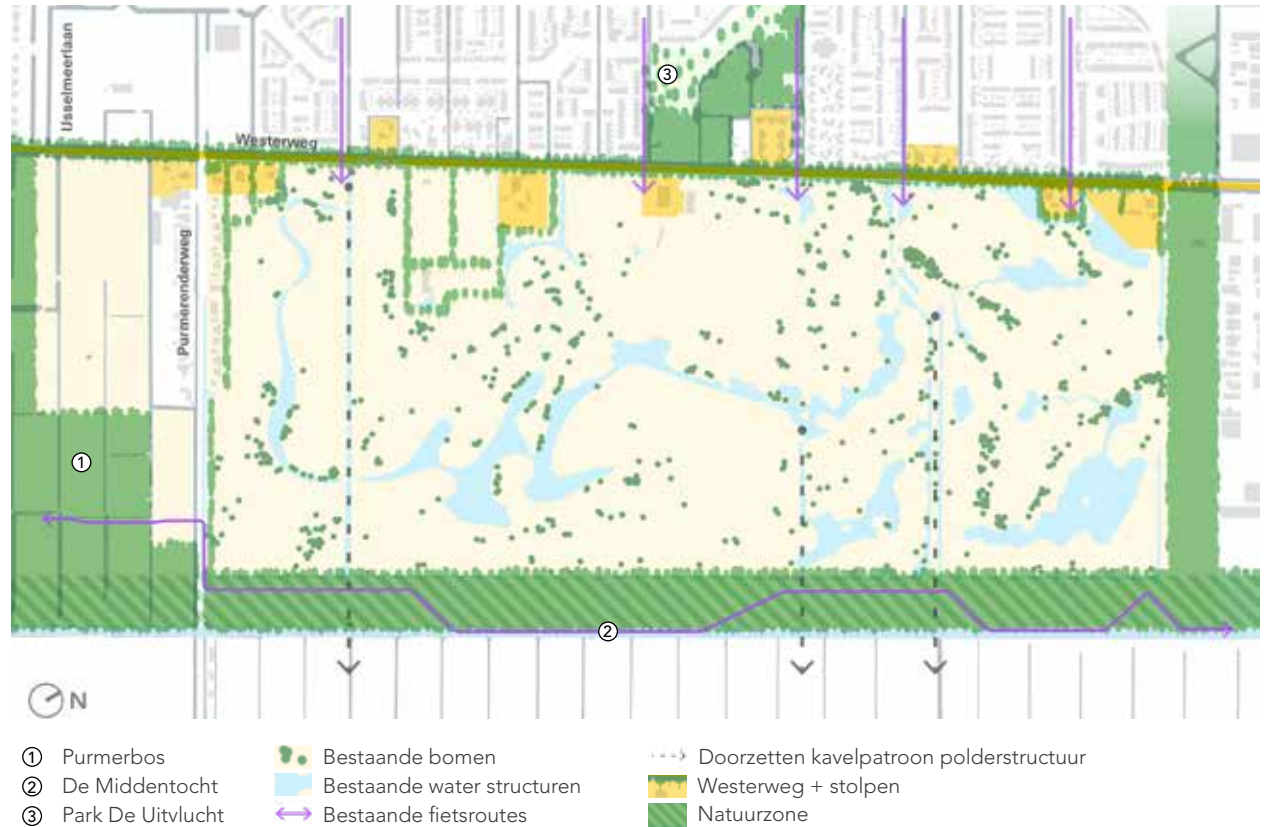 IJsselmeerlaan
Westerweg
Purmerenderweg
3
1
2
N
1 Purmerbos
2 De Middentocht
3 Park De Uitvlucht
Bestaande bomen
Bestaande water structuren
Bestaande fietsroutes
Doorzetten kavelpatroon polderstructuur
Westerweg + stolpen
Natuurzone